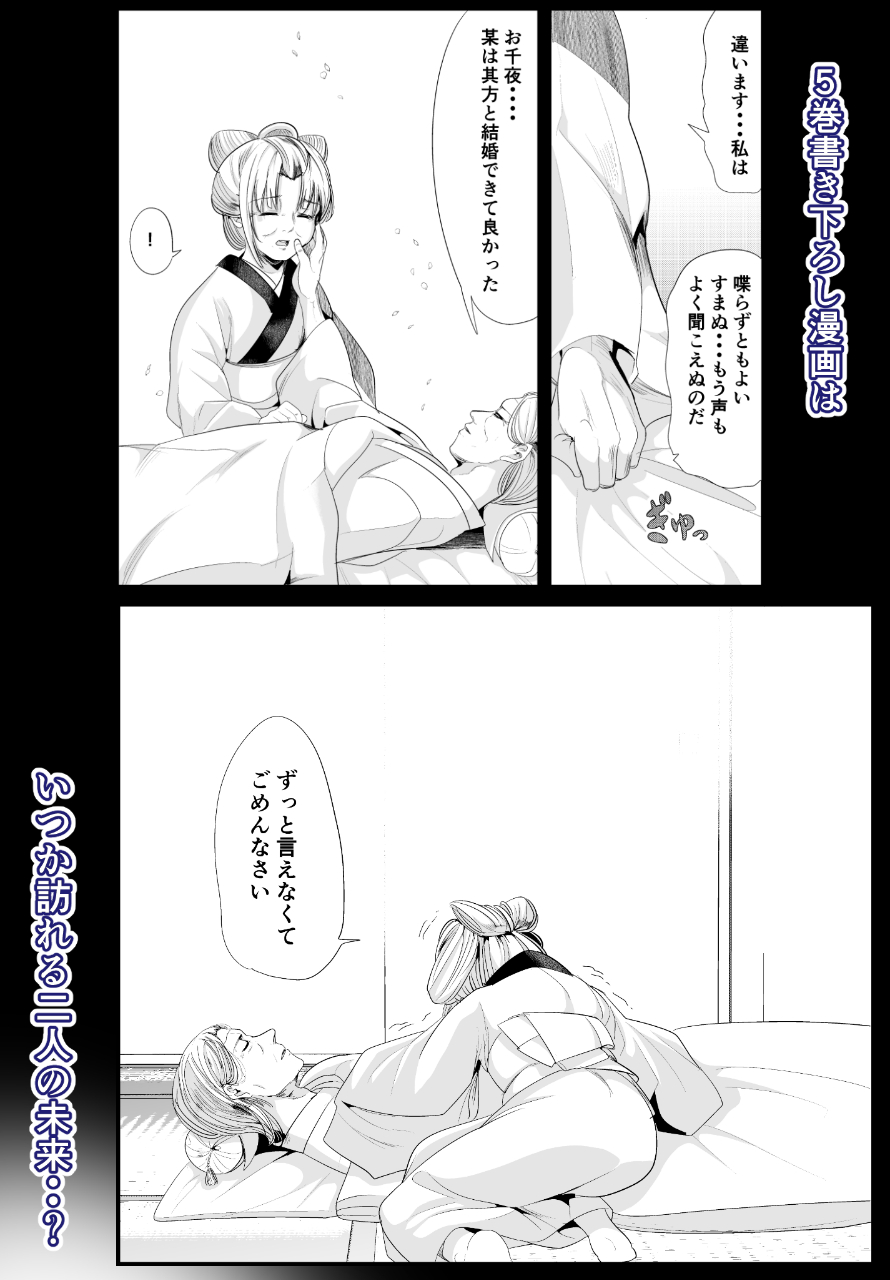 5巻書き下ろし漫画は
違います・・・私は
喋らずともよい
すまぬ・・・もう声も
よく聞こえぬのだ
ぎゅっ
お千夜・・・・
某は其方と結婚できて良かった
！
ずっと言えなくて
ごめんなさい
いつか訪れる二人の未来・・・?